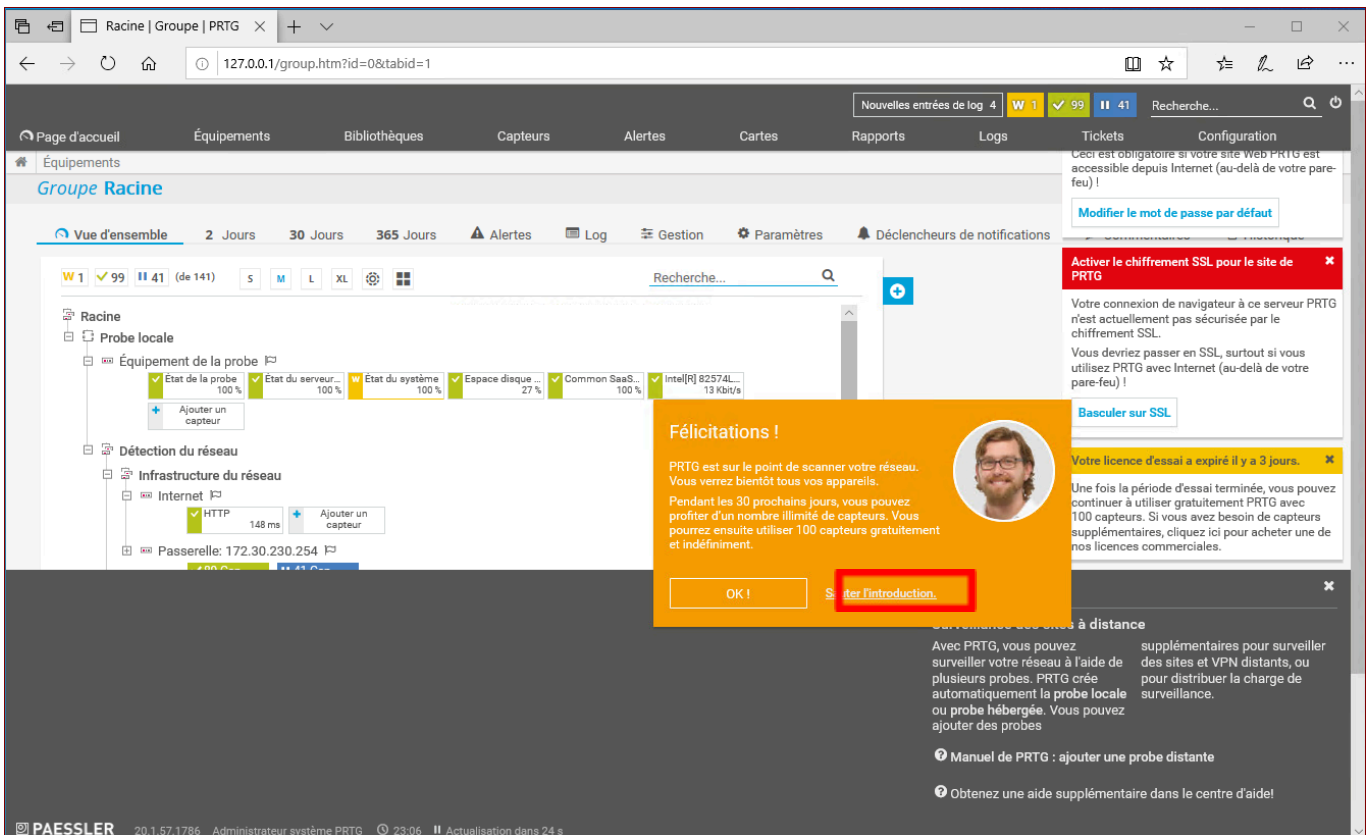 Racine | Groupe | PRTG
127.0.0.1/group.htm?id=0&tabid=1
Nouvelles entrées de log 4
W 1
99
41
Recherche...
Page d'accueil
Équipements
Bibliothèques
Capteurs
Alertes
Cartes
Rapports
Logs
Tickets
Configuration
Équipements
Groupe Racine
Vue d'ensemble
2 Jours
30 Jours
365 Jours
Alertes
Log
Gestion
Paramètres
Déclencheurs de notifications
W 1 99 41 (de 141)
S
M
L
XL
Recherche...
Racine
Probe locale
Équipement de la probe
État de la probe
100 %
État du serveur...
100 %
W État du système
100 %
Espace disque ...
27 %
Common SaaS...
100 %
Intel[R] 82574L...
13 Kbit/s
Ajouter un
capteur
Détection du réseau
Infrastructure du réseau
Internet
HTTP
148 ms
Ajouter un
capteur
Passerelle: 172.30.230.254
Ceci est obligatoire si votre site Web PRTG est
accessible depuis Internet (au-delà de votre pare-
feu) !
Modifier le mot de passe par défaut
Activer le chiffrement SSL pour le site de
PRTG
Votre connexion de navigateur à ce serveur PRTG
n'est actuellement pas sécurisée par le
chiffrement SSL.
Vous devriez passer en SSL, surtout si vous
utilisez PRTG avec Internet (au-delà de votre
pare-feu) !
Basculer sur SSL
Votre licence d'essai a expiré il y a 3 jours.
Une fois la période d'essai terminée, vous pouvez
continuer à utiliser gratuitement PRTG avec
100 capteurs. Si vous avez besoin de capteurs
supplémentaires, cliquez ici pour acheter une de
nos licences commerciales.
Félicitations !
PRTG est sur le point de scanner votre réseau.
Vous verrez bientôt tous vos appareils.
Pendant les 30 prochains jours, vous pouvez
profiter d'un nombre illimité de capteurs. Vous
pourrez ensuite utiliser 100 capteurs gratuitement
et indéfiniment.
OK !
Sauter l'introduction.
Surveillance des sites à distance
Avec PRTG, vous pouvez
surveiller votre réseau à l'aide de
plusieurs probes. PRTG crée
automatiquement la probe locale
ou probe hébergée. Vous pouvez
ajouter des probes
supplémentaires pour surveiller
des sites et VPN distants, ou
pour distribuer la charge de
surveillance.
Manuel de PRTG : ajouter une probe distante
Obtenez une aide supplémentaire dans le centre d'aide!
PAESSLER
20.1.57.1786
Administrateur système PRTG
23:06
Actualisation dans 24 s